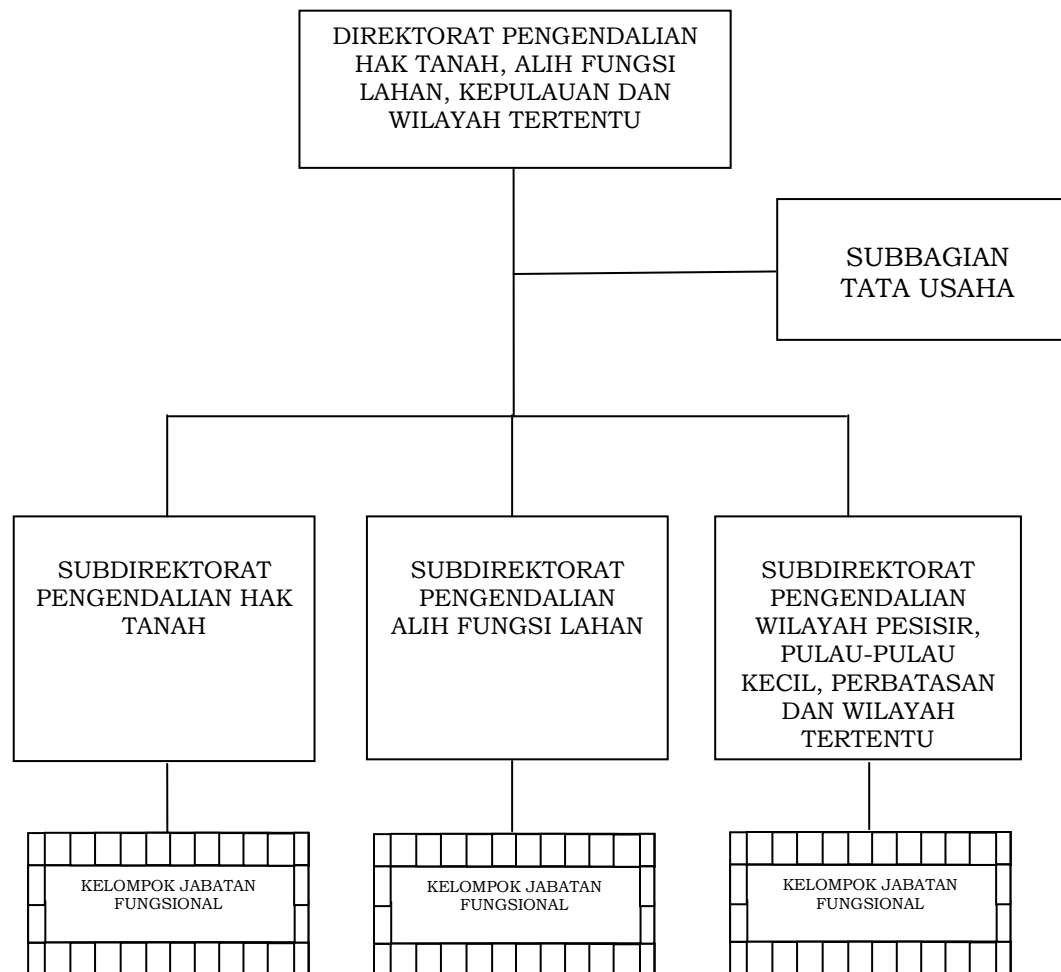 DIREKTORAT PENGENDALIAN
HAK TANAH, ALIH FUNGSI
LAHAN, KEPULAUAN DAN
WILAYAH TERTENTU
SUBBAGIAN
TATA USAHA
SUBDIREKTORAT
PENGENDALIAN HAK
TANAH
SUBDIREKTORAT
PENGENDALIAN
ALIH FUNGSI LAHAN
SUBDIREKTORAT
PENGENDALIAN
WILAYAH PESISIR,
PULAU-PULAU
KECIL, PERBATASAN
DAN WILAYAH
TERTENTU
KELOMPOK JABATAN
FUNGSIONAL
KELOMPOK JABATAN
FUNGSIONAL
KELOMPOK JABATAN
FUNGSIONAL